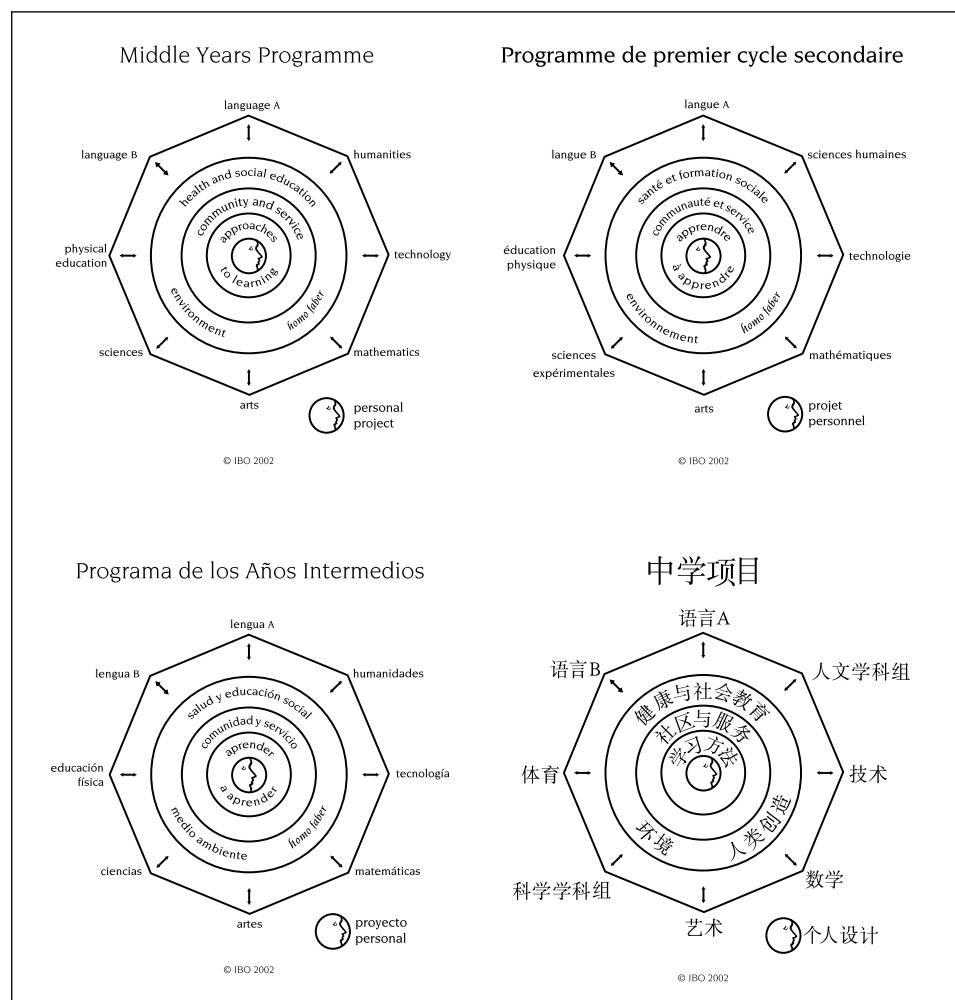 Middle Years Programme
language A
language B
humanities
health and social education
community and service
approaches
to learning
physical
education
technology
environment
homo faber
sciences
mathematics
arts
personal
project
© IBO 2002
Programme de premier cycle secondaire
langue A
langue B
sciences humaines
santé et formation sociale
communauté et service
apprendre
à apprendre
éducation
physique
technologie
environnement
homo faber
sciences
expérimentales
mathématiques
arts
projet
personnel
© IBO 2002
Programa de los Años Intermedios
lengua A
lengua B
humanidades
salud y educación social
comunidad y servicio
aprender
a aprender
educación
física
tecnología
medio ambiente
homo faber
ciencias
matemáticas
artes
proyecto
personal
© IBO 2002
中学项目
语言A
语言B
人文学科组
健康与社会教育
社区与服务
学习方法
体育
技术
环境
人类创造
科学学科组
数学
艺术
个人设计
© IBO 2002